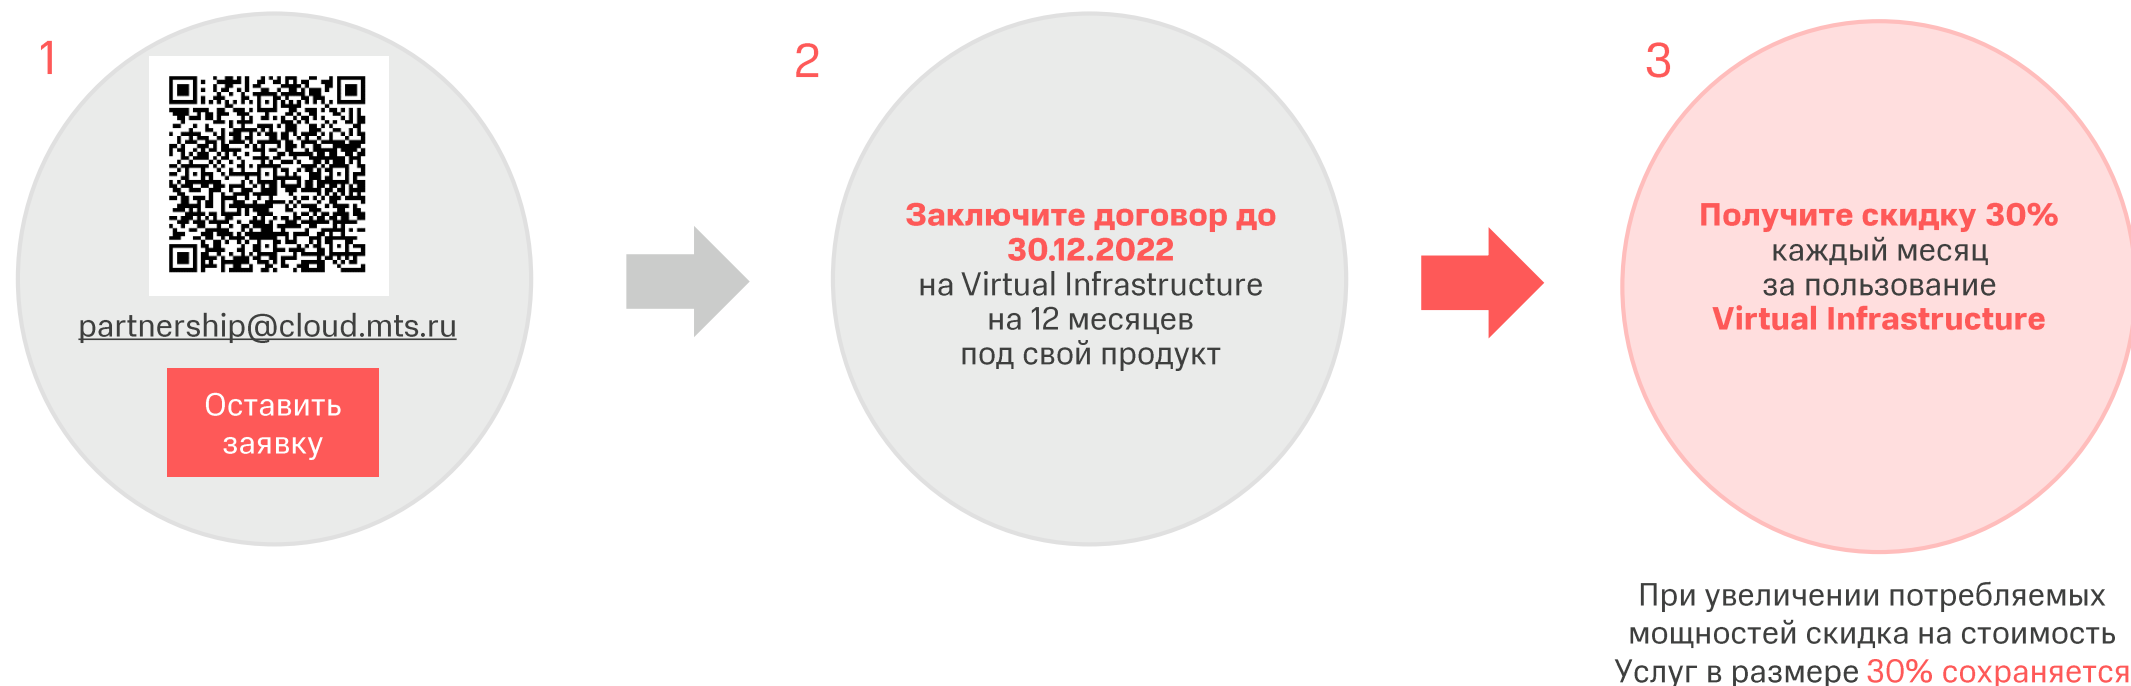 1
partnership@cloud.mts.ru
Оставить
заявку
2
Заключите договор до
30.12.2022
на Virtual Infrastructure
на 12 месяцев
под свой продукт
3
Получите скидку 30%
каждый месяц
за пользование
Virtual Infrastructure
При увеличении потребляемых
мощностей скидка на стоимость
Услуг в размере 30% сохраняется